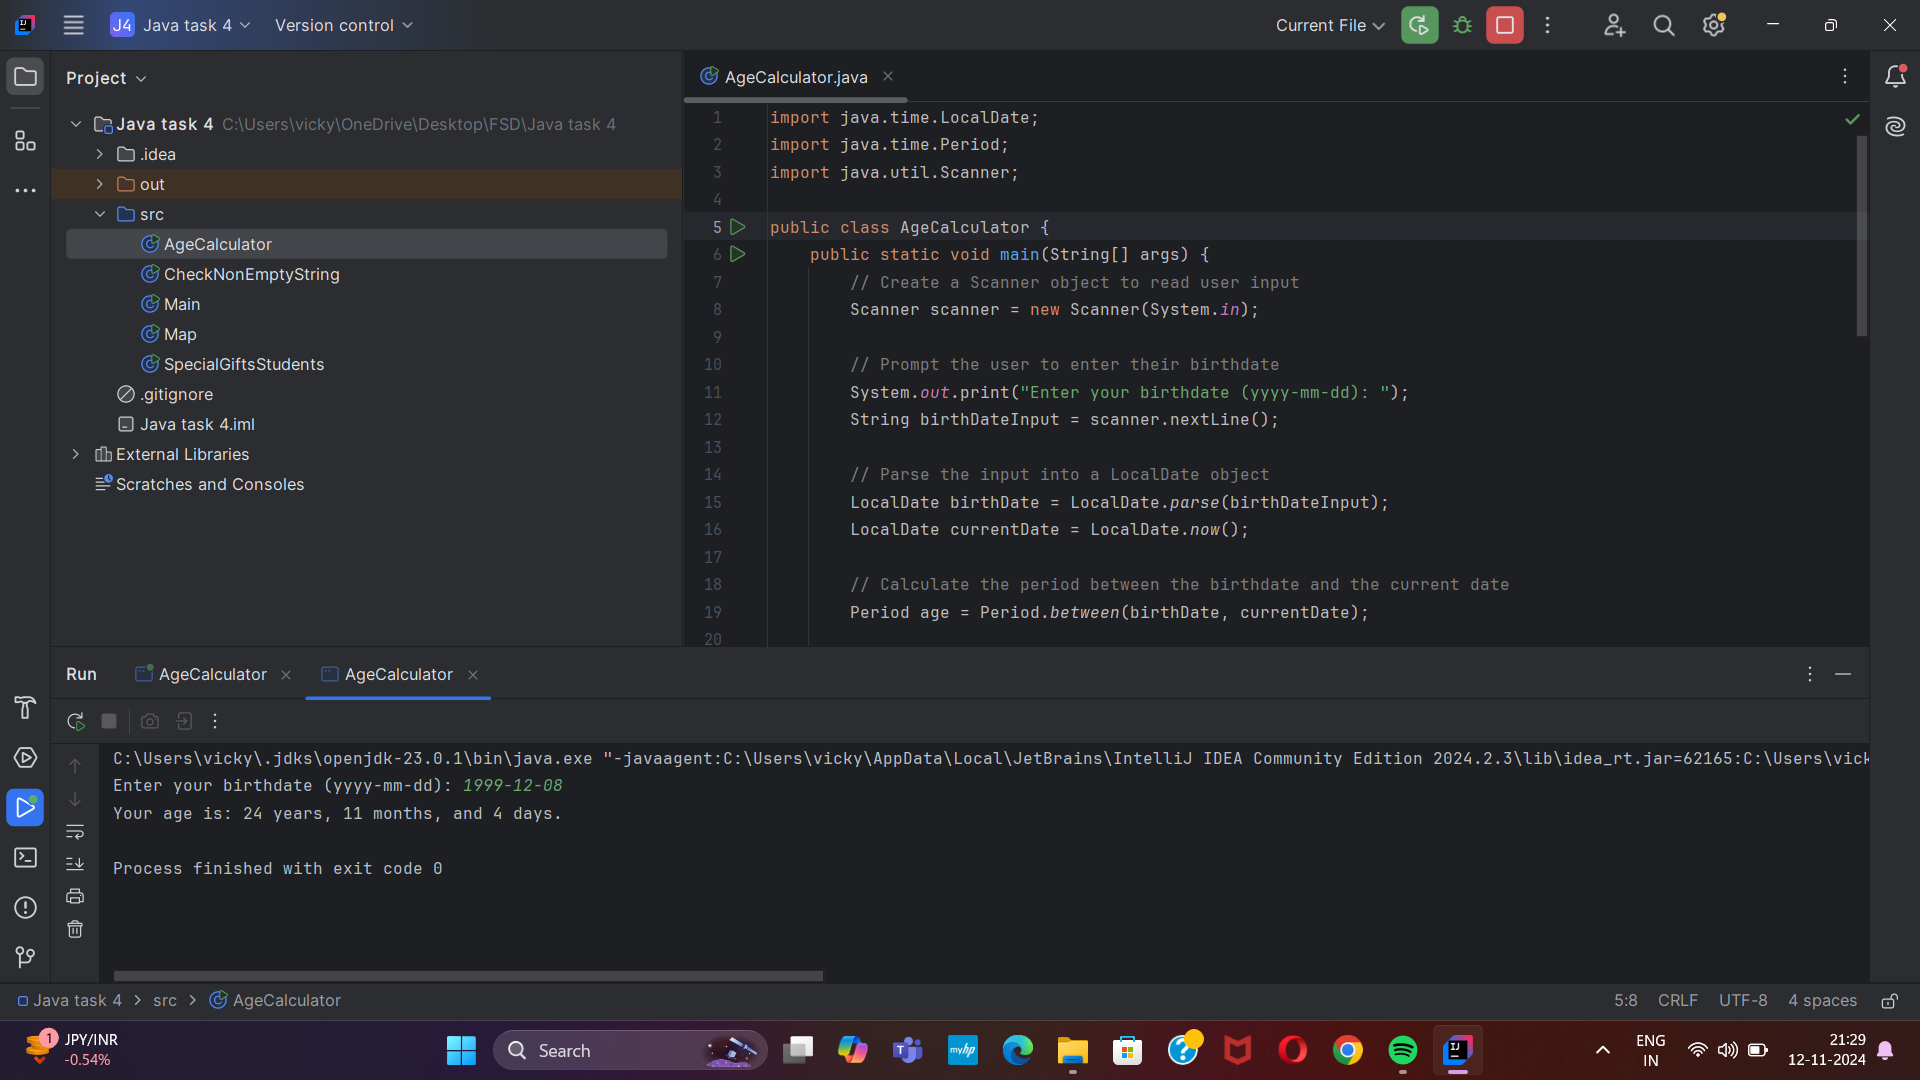 J4 Java task 4 Version control Current File
Project
AgeCalculator.java
Java task 4 C:\Users\vicky\OneDrive\Desktop\FSD\Java task 4
.idea
out
src
AgeCalculator
CheckNonEmptyString
Main
Map
SpecialGiftsStudents
.gitignore
Java task 4.iml
External Libraries
Scratches and Consoles
1 import java.time.LocalDate;
2 import java.time.Period;
3 import java.util.Scanner;
4
5 public class AgeCalculator {
6 public static void main(String[] args) {
7 // Create a Scanner object to read user input
8 Scanner scanner = new Scanner(System.in);
9
10 // Prompt the user to enter their birthdate
11 System.out.print("Enter your birthdate (yyyy-mm-dd): ");
12 String birthDateInput = scanner.nextLine();
13
14 // Parse the input into a LocalDate object
15 LocalDate birthDate = LocalDate.parse(birthDateInput);
16 LocalDate currentDate = LocalDate.now();
17
18 // Calculate the period between the birthdate and the current date
19 Period age = Period.between(birthDate, currentDate);
20
Run AgeCalculator AgeCalculator
C:\Users\vicky\.jdks\openjdk-23.0.1\bin\java.exe "-javaagent:C:\Users\vicky\AppData\Local\JetBrains\IntelliJ IDEA Community Edition 2024.2.3\lib\idea_rt.jar=62165:C:\Users\vick
Enter your birthdate (yyyy-mm-dd): 1999-12-08
Your age is: 24 years, 11 months, and 4 days.
Process finished with exit code 0
Java task 4 > src > AgeCalculator 5:8 CRLF UTF-8 4 spaces
1 JPY/INR
-0.54%
Search
myhp
ENG
IN
21:29
12-11-2024